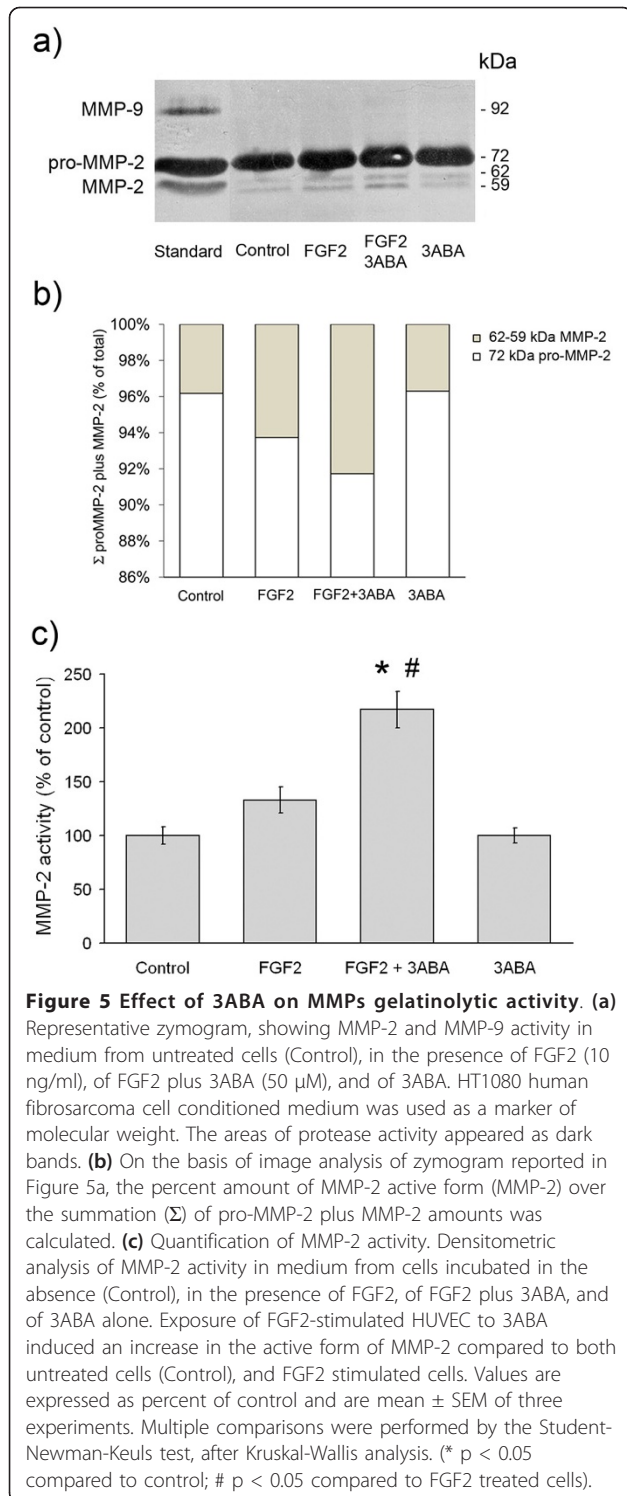 a)
kDa
MMP-9
- 92
pro-MMP-2
- 72
- 62
MMP-2
- 59
Standard Control FGF2 FGF2 3ABA 3ABA
b)
100%
98%
96%
94%
92%
90%
88%
86%
Σ proMMP-2 plus MMP-2 (% of total)
62-59 kDa MMP-2
72 kDa pro-MMP-2
Control FGF2 FGF2+3ABA 3ABA
c)
* #
250
200
150
100
50
0
MMP-2 activity (% of control)
Control FGF2 FGF2 + 3ABA 3ABA
Figure 5 Effect of 3ABA on MMPs gelatinolytic activity. (a)
Representative zymogram, showing MMP-2 and MMP-9 activity in
medium from untreated cells (Control), in the presence of FGF2 (10
ng/ml), of FGF2 plus 3ABA (50 μM), and of 3ABA. HT1080 human
fibrosarcoma cell conditioned medium was used as a marker of
molecular weight. The areas of protease activity appeared as dark
bands. (b) On the basis of image analysis of zymogram reported in
Figure 5a, the percent amount of MMP-2 active form (MMP-2) over
the summation (Σ) of pro-MMP-2 plus MMP-2 amounts was
calculated. (c) Quantification of MMP-2 activity. Densitometric
analysis of MMP-2 activity in medium from cells incubated in the
absence (Control), in the presence of FGF2, of FGF2 plus 3ABA, and
of 3ABA alone. Exposure of FGF2-stimulated HUVEC to 3ABA
induced an increase in the active form of MMP-2 compared to both
untreated cells (Control), and FGF2 stimulated cells. Values are
expressed as percent of control and are mean ± SEM of three
experiments. Multiple comparisons were performed by the Student-
Newman-Keuls test, after Kruskal-Wallis analysis. (* p < 0.05
compared to control; # p < 0.05 compared to FGF2 treated cells).